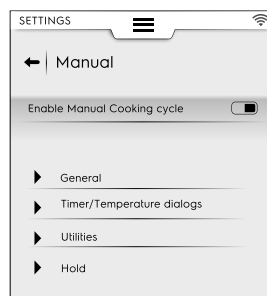 SETTINGS
Manual
Enable Manual Cooking cycle
General
Timer/Temperature dialogs
Utilities
Hold